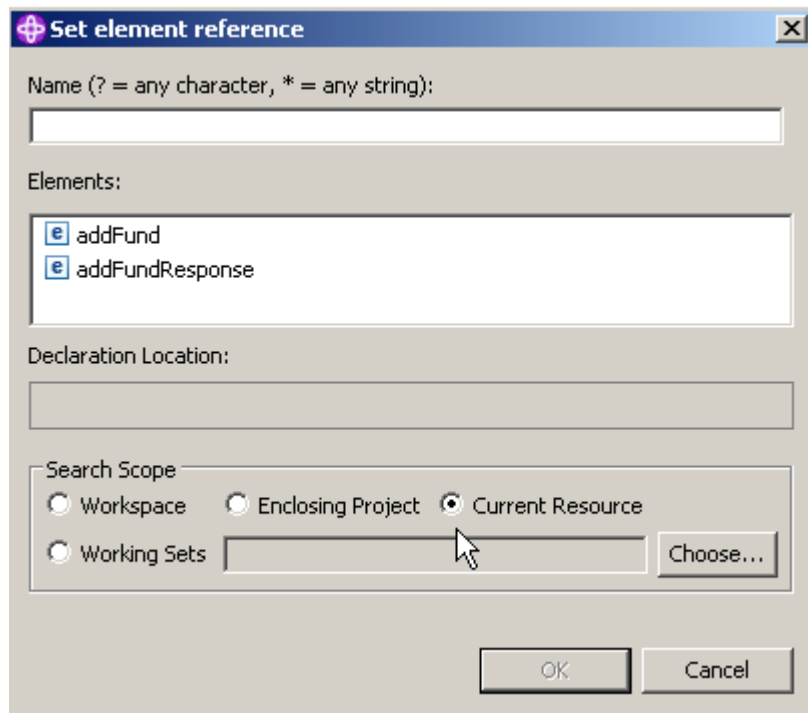 Set element reference
Name (? = any character, * = any string):
Elements:
e addFund
e addFundResponse
Declaration Location:
Search Scope
Workspace Enclosing Project Current Resource
Working Sets Choose...
OK Cancel